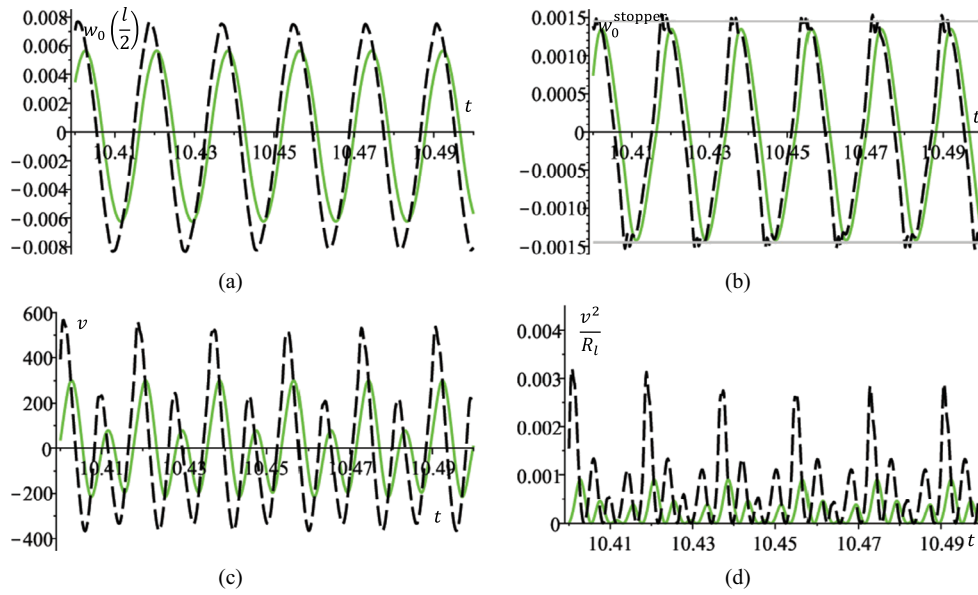 0.008
w₀(l/2)
0.006
0.004
0.002
t
0
10.41 10.43 10.45 10.47 10.49
−0.002
−0.004
−0.006
−0.008
(a)
0.0015
w₀^stopper
0.0010
0.0005
t
0
10.41 10.43 10.45 10.47 10.49
−0.0005
−0.0010
−0.0015
(b)
600
v
400
200
0
10.41 10.43 10.45 10.47 10.49
−200
t
−400
(c)
0.004
v²/Rₗ
0.003
0.002
0.001
0
10.41 10.43 10.45 10.47 10.49 t
(d)